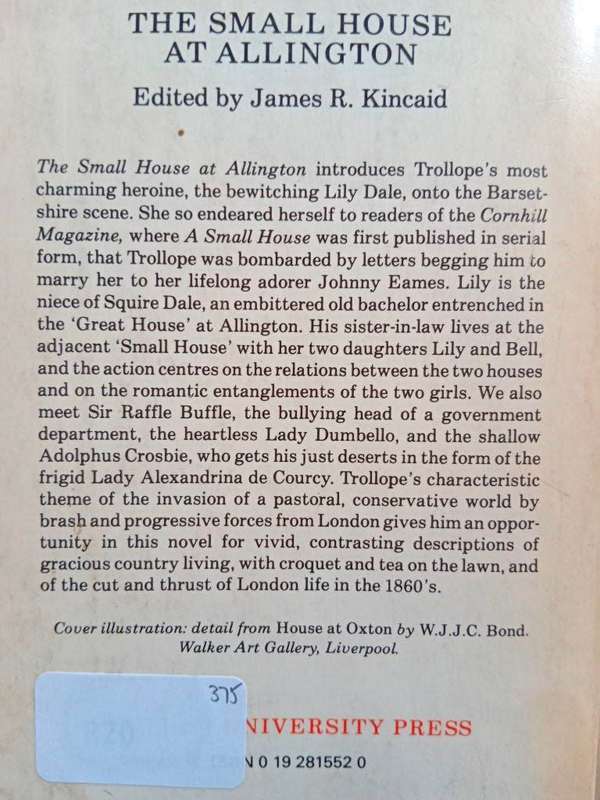 THE SMALL HOUSE
AT ALLINGTON
Edited by James R. Kincaid
The Small House at Allington introduces Trollope's most
charming heroine, the bewitching Lily Dale, onto the Barset-
shire scene. She so endeared herself to readers of the Cornhill
Magazine, where A Small House was first published in serial
form, that Trollope was bombarded by letters begging him to
marry her to her lifelong adorer Johnny Eames. Lily is the
niece of Squire Dale, an embittered old bachelor entrenched in
the 'Great House' at Allington. His sister-in-law lives at the
adjacent 'Small House' with her two daughters Lily and Bell,
and the action centres on the relations between the two houses
and on the romantic entanglements of the two girls. We also
meet Sir Raffle Buffle, the bullying head of a government
department, the heartless Lady Dumbello, and the shallow
Adolphus Crosbie, who gets his just deserts in the form of the
frigid Lady Alexandrina de Courcy. Trollope's characteristic
theme of the invasion of a pastoral, conservative world by
brash and progressive forces from London gives him an oppor-
tunity in this novel for vivid, contrasting descriptions of
gracious country living, with croquet and tea on the lawn, and
of the cut and thrust of London life in the 1860's.
Cover illustration: detail from House at Oxton by W.J.J.C. Bond.
Walker Art Gallery, Liverpool.
375
NIVERSITY PRESS
N 0 19 281552 0